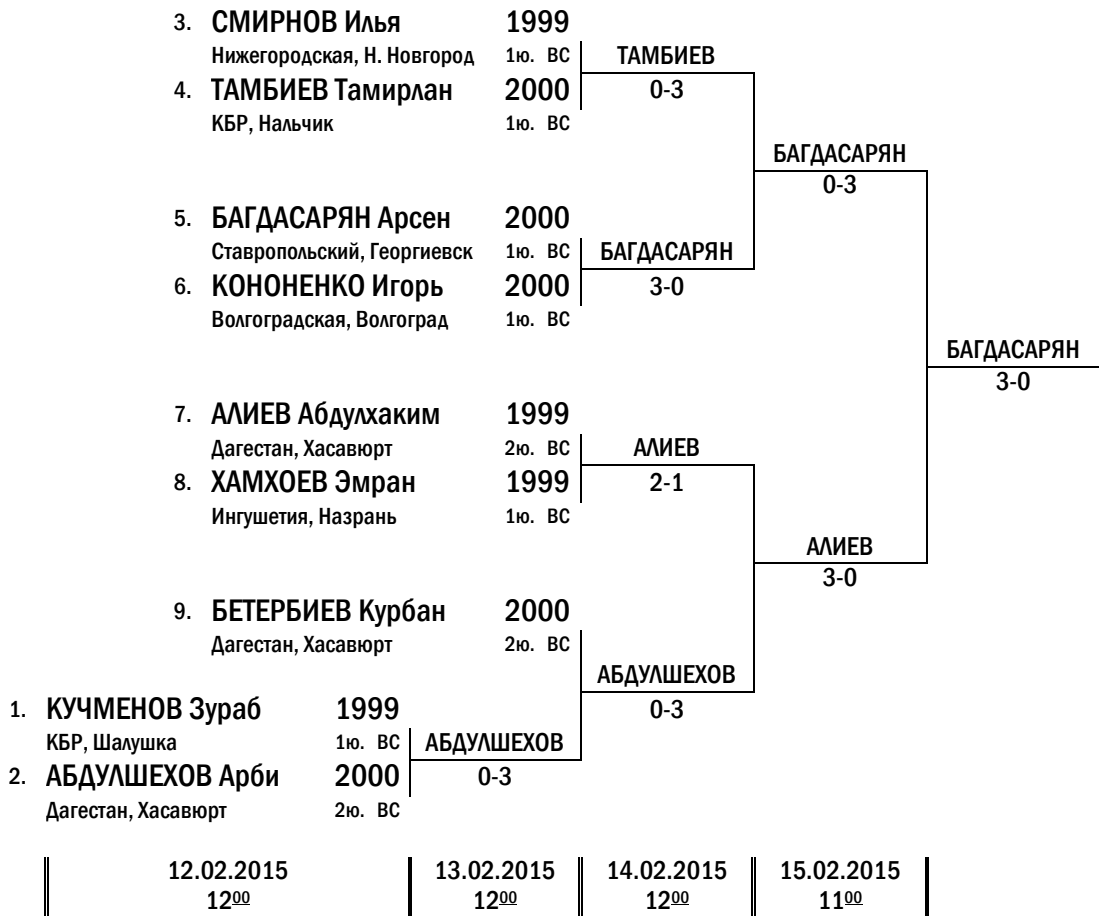 3. СМИРНОВ Илья 1999
Нижегородская, Н. Новгород 1ю. ВС ТАМБИЕВ
4. ТАМБИЕВ Тамирлан 2000 0-3
КБР, Нальчик 1ю. ВС
БАГДАСАРЯН
0-3
5. БАГДАСАРЯН Арсен 2000
Ставропольский, Георгиевск 1ю. ВС БАГДАСАРЯН
6. КОНОНЕНКО Игорь 2000 3-0
Волгоградская, Волгоград 1ю. ВС
БАГДАСАРЯН
3-0
7. АЛИЕВ Абдулхаким 1999
Дагестан, Хасавюрт 2ю. ВС АЛИЕВ
8. ХАМХОЕВ Эмран 1999 2-1
Ингушетия, Назрань 1ю. ВС
АЛИЕВ
3-0
9. БЕТЕРБИЕВ Курбан 2000
Дагестан, Хасавюрт 2ю. ВС
АБДУЛШЕХОВ
1. КУЧМЕНОВ Зураб 1999 0-3
КБР, Шалушка 1ю. ВС АБДУЛШЕХОВ
2. АБДУЛШЕХОВ Арби 2000 0-3
Дагестан, Хасавюрт 2ю. ВС
12.02.2015 13.02.2015 14.02.2015 15.02.2015
1200 1200 1200 1100